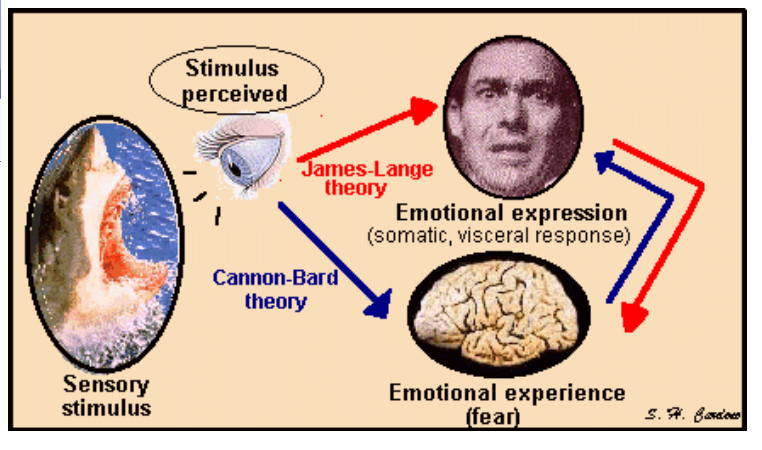 Stimulus
perceived
James-Lange
theory
Emotional expression
(somatic, visceral response)
Cannon-Bard
theory
Sensory
stimulus
Emotional experience
(fear)
S. H. Cardoso